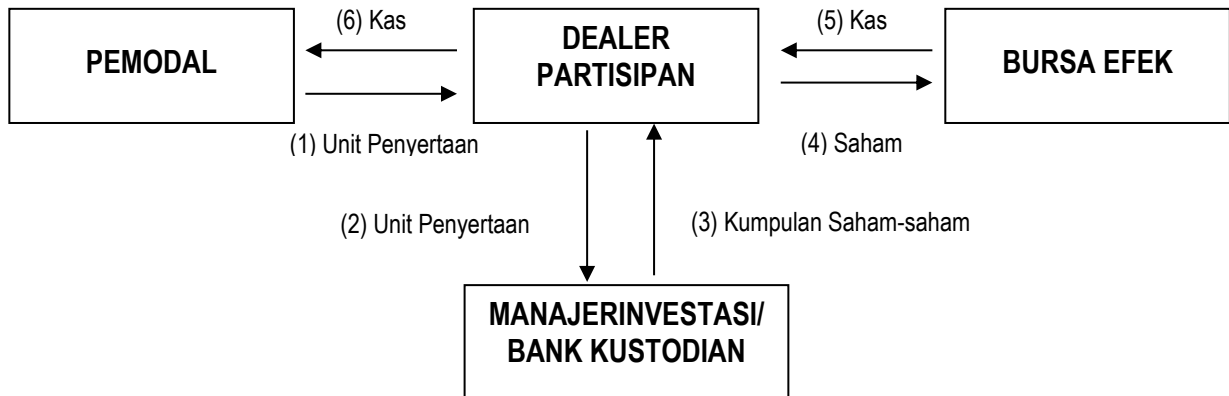 (6) Kas
(5) Kas
PEMODAL
DEALER
PARTISIPAN
BURSA EFEK
(1) Unit Penyertaan
(4) Saham
(2) Unit Penyertaan
(3) Kumpulan Saham-saham
MANAJERINVESTASI/
BANK KUSTODIAN